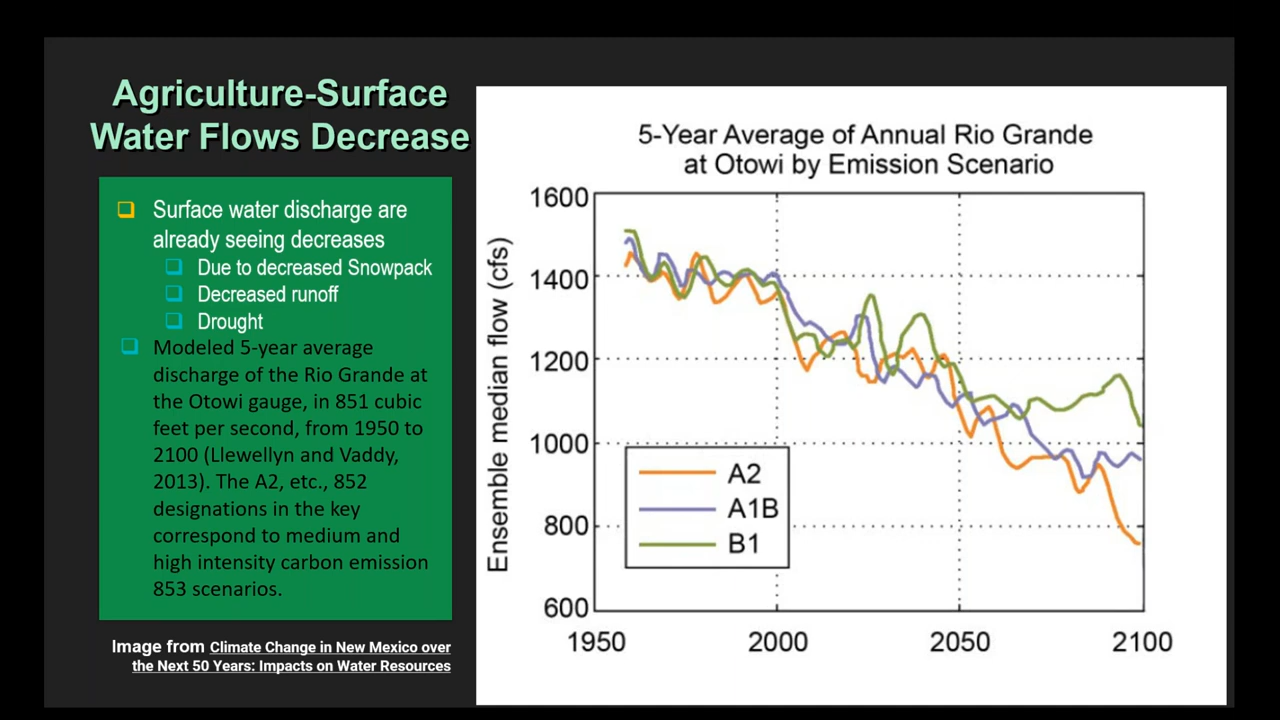 Agriculture-Surface
Water Flows Decrease
Surface water discharge are
already seeing decreases
Due to decreased Snowpack
Decreased runoff
Drought
Modeled 5-year average
discharge of the Rio Grande at
the Otowi gauge, in 851 cubic
feet per second, from 1950 to
2100 (Llewellyn and Vaddy,
2013). The A2, etc., 852
designations in the key
correspond to medium and
high intensity carbon emission
853 scenarios.
Image from Climate Change in New Mexico over
the Next 50 Years: Impacts on Water Resources
5-Year Average of Annual Rio Grande
at Otowi by Emission Scenario
Ensemble median flow (cfs)
1600
1400
1200
1000
800
600
A2
A1B
B1
1950 2000 2050 2100